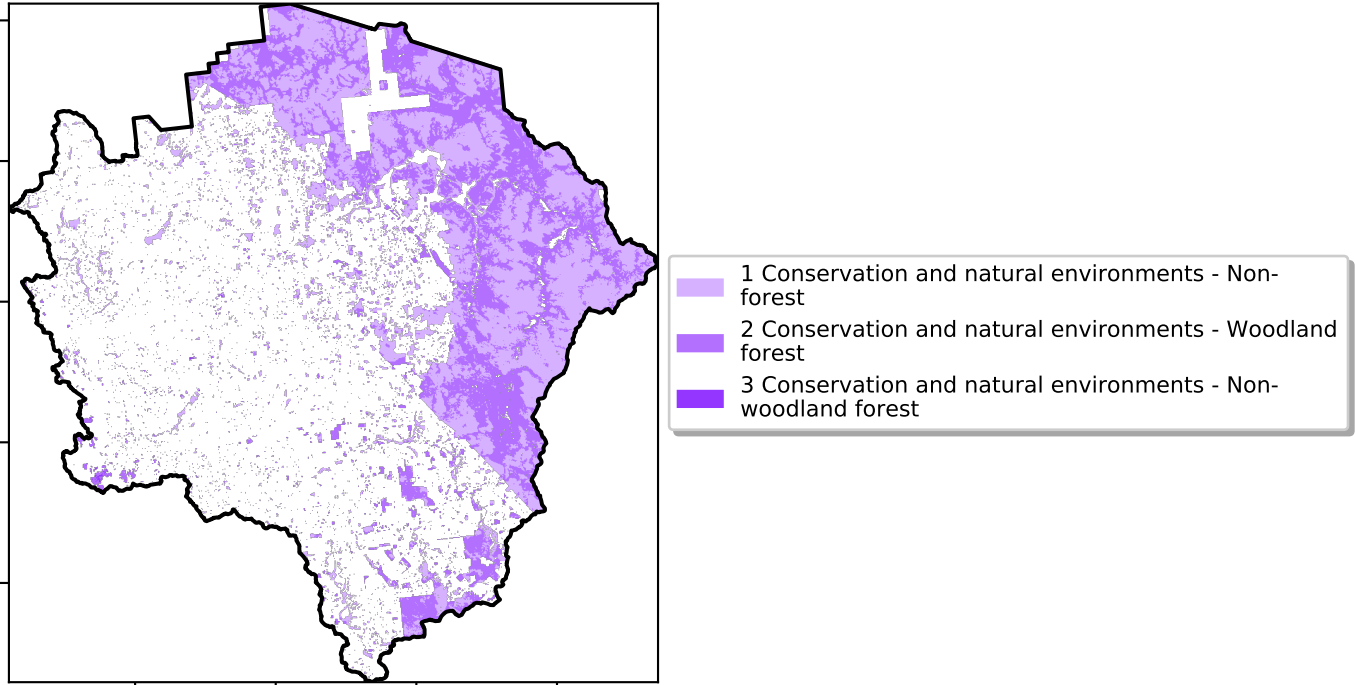 1 Conservation and natural environments - Non-
forest
2 Conservation and natural environments - Woodland
forest
3 Conservation and natural environments - Non-
woodland forest